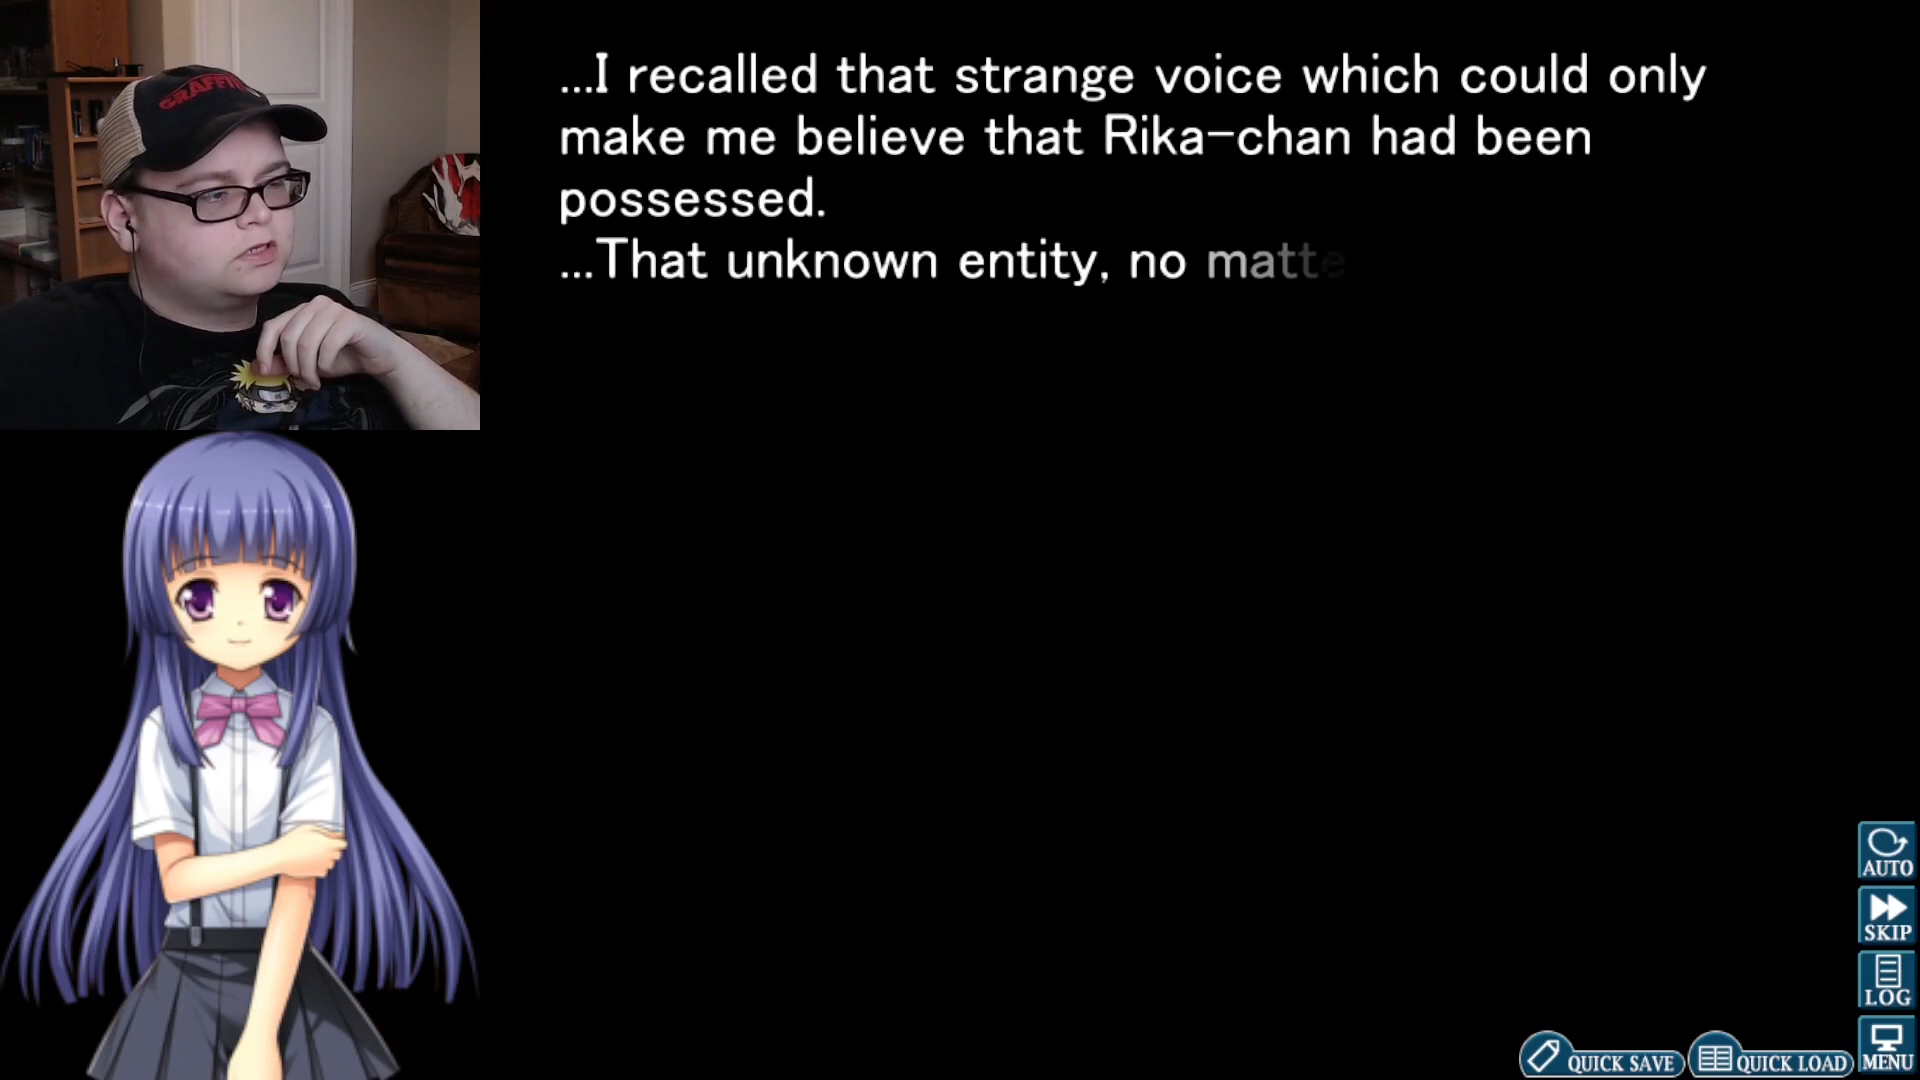 ...I recalled that strange voice which could only
make me believe that Rika-chan had been
possessed.
...That unknown entity, no matte
AUTO
SKIP
LOG
QUICK SAVE
QUICK LOAD
MENU